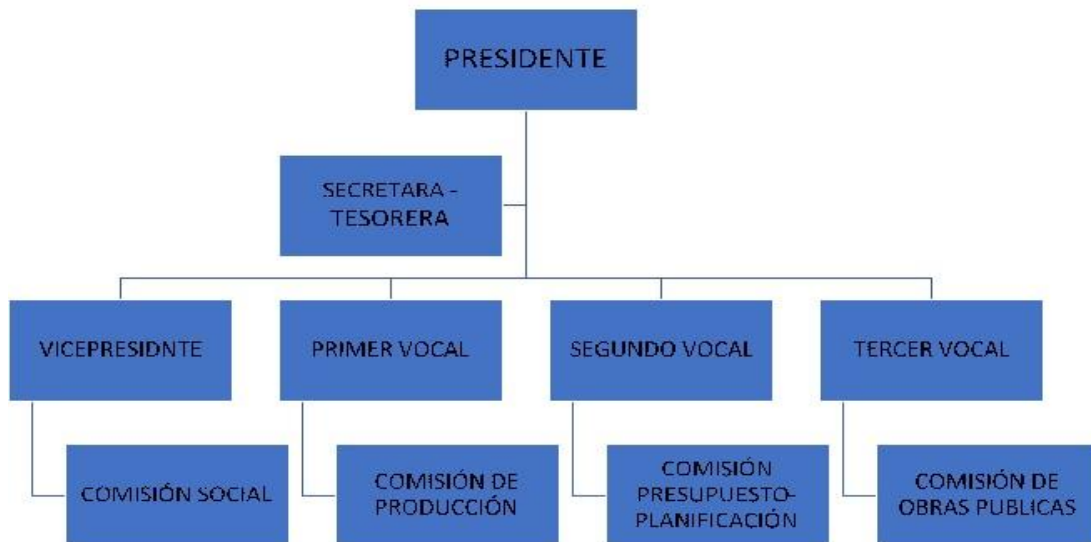 PRESIDENTE
SECRETARA -
TESORERA
VICEPRESIDNTE
PRIMER VOCAL
SEGUNDO VOCAL
TERCER VOCAL
COMISIÓN SOCIAL
COMISIÓN DE
PRODUCCIÓN
COMISIÓN
PRESUPUESTO-
PLANIFICACIÓN
COMISIÓN DE
OBRAS PUBLICAS